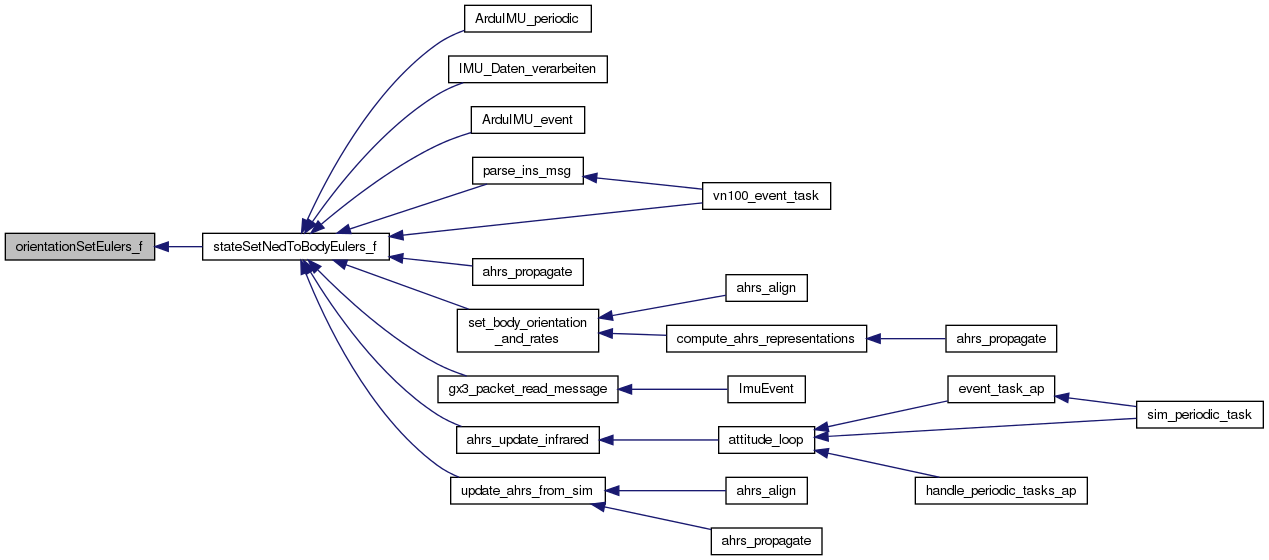 ArduIMU_periodic
IMU_Daten_verarbeiten
ArduIMU_event
parse_ins_msg
vn100_event_task
orientationSetEulers_f
stateSetNedToBodyEulers_f
ahrs_propagate
ahrs_align
set_body_orientation
_and_rates
compute_ahrs_representations
ahrs_propagate
gx3_packet_read_message
ImuEvent
event_task_ap
sim_periodic_task
ahrs_update_infrared
attitude_loop
handle_periodic_tasks_ap
update_ahrs_from_sim
ahrs_align
ahrs_propagate